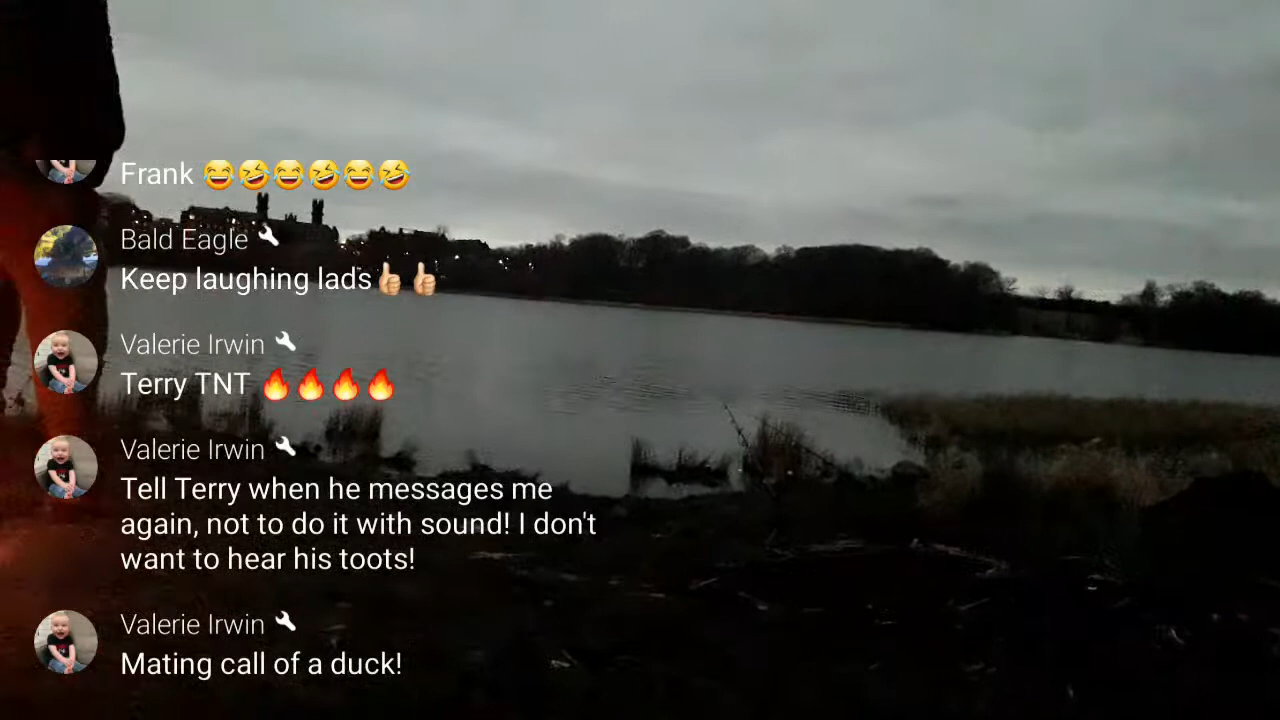 Frank 😂🤣😂🤣😂🤣
Bald Eagle
Keep laughing lads👍🏼👍🏼
Valerie Irwin
Terry TNT 🔥🔥🔥🔥
Valerie Irwin
Tell Terry when he messages me
again, not to do it with sound! I don't
want to hear his toots!
Valerie Irwin
Mating call of a duck!